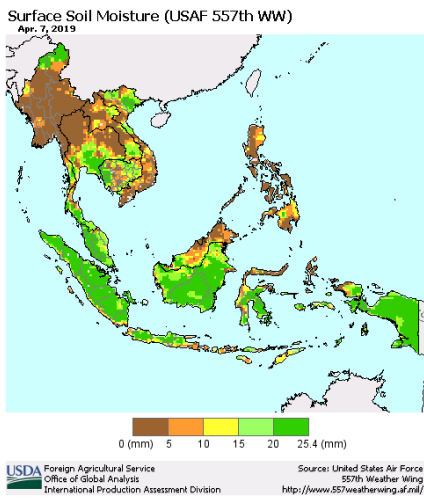 Surface Soil Moisture (USAF 557th WW)
Apr. 7, 2019
0 (mm) 5 10 15 20 25.4 (mm)
USDA Foreign Agricultural Service
Office of Global Analysis
International Production Assessment Division
Source: United States Air Force
557th Weather Wing
http://www.557weatherwing.af.mil/